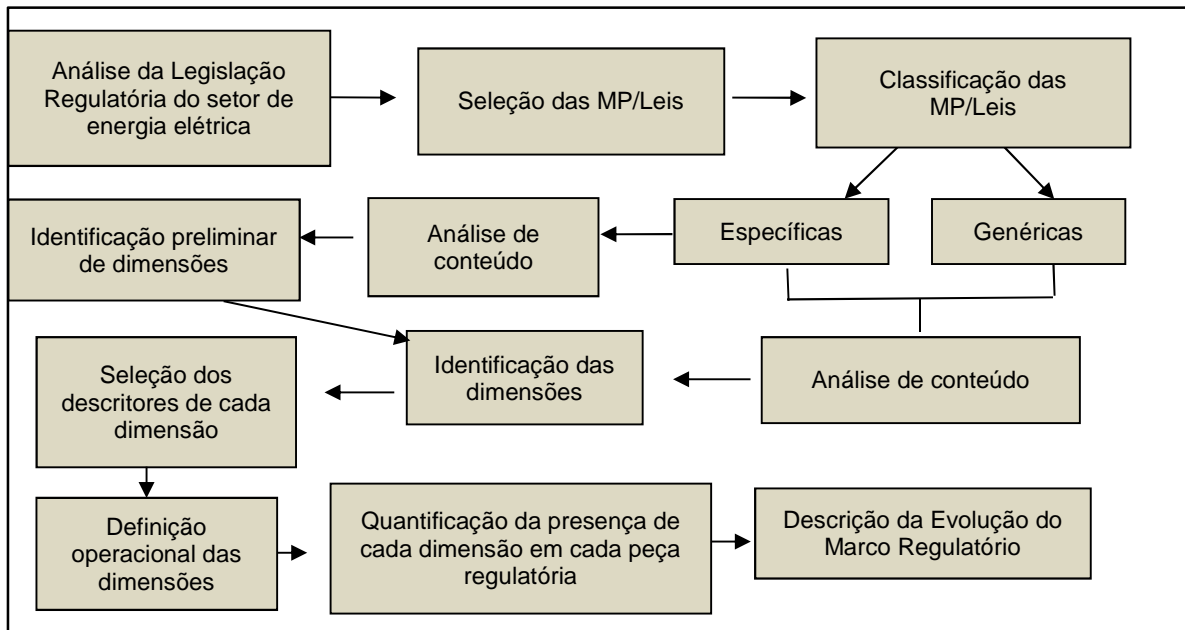 Análise da Legislação
Regulatória do setor de
energia elétrica
Seleção das MP/Leis
Classificação das
MP/Leis
Específicas
Genéricas
Análise de
conteúdo
Identificação preliminar
de dimensões
Análise de conteúdo
Identificação das
dimensões
Seleção dos
descritores de cada
dimensão
Definição
operacional das
dimensões
Quantificação da presença de
cada dimensão em cada peça
regulatória
Descrição da Evolução do
Marco Regulatório